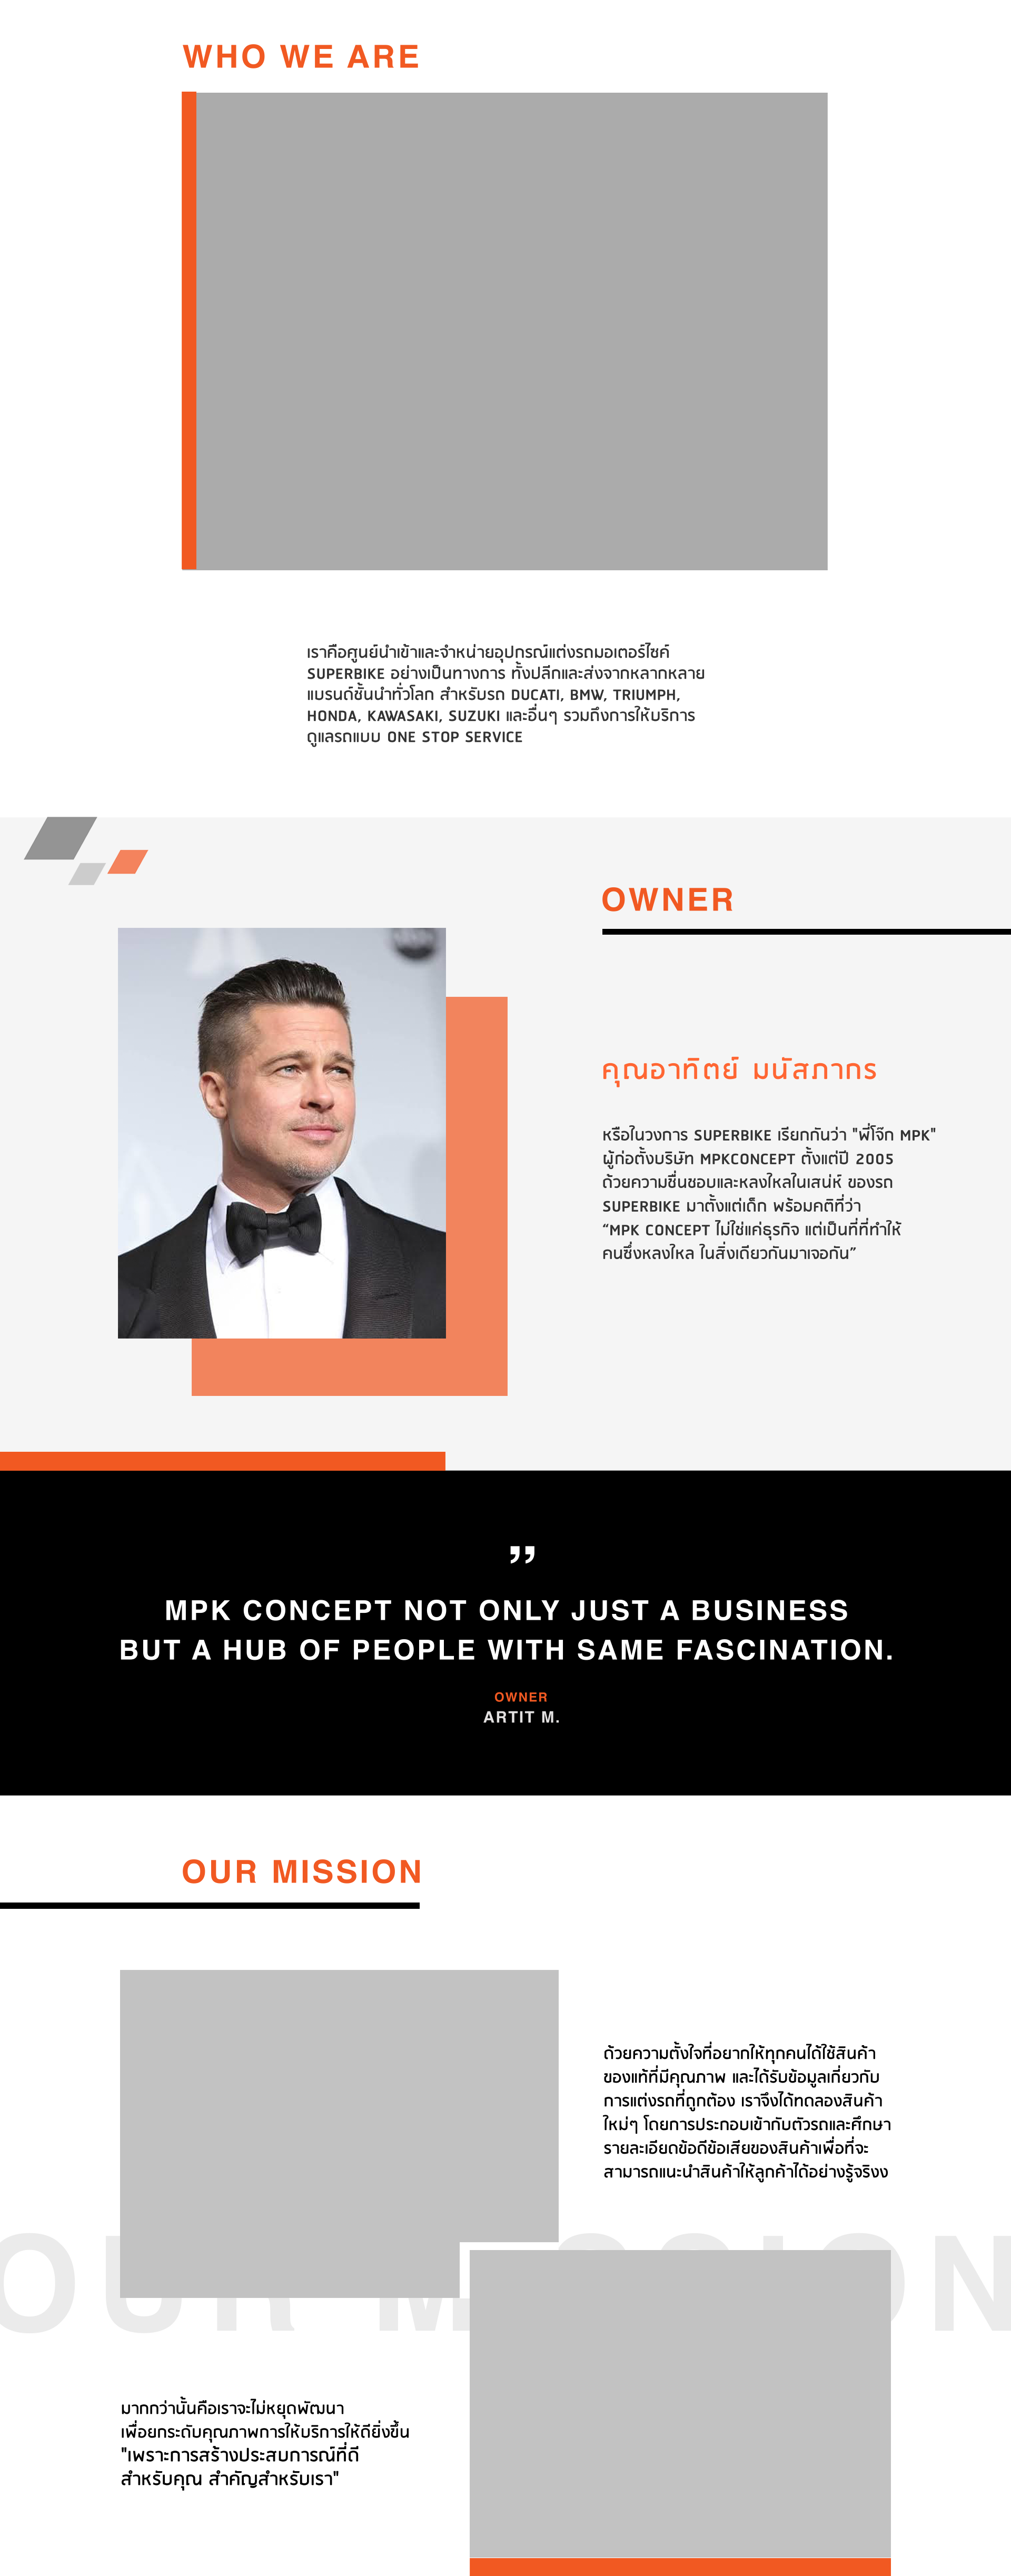 WHO WE ARE
เราคือศูนย์นำเข้าและจำหน่ายอุปกรณ์แต่งรถมอเตอร์ไซค์
SUPERBIKE อย่างเป็นทางการ ทั้งปลีกและส่งจากหลากหลาย
แบรนด์ชั้นนำทั่วโลก สำหรับรถ DUCATI, BMW, TRIUMPH,
HONDA, KAWASAKI, SUZUKI และอื่นๆ รวมถึงการให้บริการ
ดูแลรถแบบ ONE STOP SERVICE
OWNER
คุณอาทิตย์ มนัสภากร
หรือในวงการ SUPERBIKE เรียกกันว่า "พี่โจ๊ก MPK"
ผู้ก่อตั้งบริษัท MPKCONCEPT ตั้งแต่ปี 2005
ด้วยความชื่นชอบและหลงใหลในเสน่ห์ ของรถ
SUPERBIKE มาตั้งแต่เด็ก พร้อมคติที่ว่า
“MPK CONCEPT ไม่ใช่แค่ธุรกิจ แต่เป็นที่ที่ทำให้
คนซึ่งหลงใหล ในสิ่งเดียวกันมาเจอกัน”
”
MPK CONCEPT NOT ONLY JUST A BUSINESS
BUT A HUB OF PEOPLE WITH SAME FASCINATION.
OWNER
ARTIT M.
OUR MISSION
ด้วยความตั้งใจที่อยากให้ทุกคนได้ใช้สินค้า
ของแท้ที่มีคุณภาพ และได้รับข้อมูลเกี่ยวกับ
การแต่งรถที่ถูกต้อง เราจึงได้ทดลองสินค้า
ใหม่ๆ โดยการประกอบเข้ากับตัวรถและศึกษา
รายละเอียดข้อดีข้อเสียของสินค้าเพื่อที่จะ
สามารถแนะนำสินค้าให้ลูกค้าได้อย่างรู้จริงง
OUR MISSION
มากกว่านั้นคือเราจะไม่หยุดพัฒนา
เพื่อยกระดับคุณภาพการให้บริการให้ดียิ่งขึ้น
"เพราะการสร้างประสบการณ์ที่ดี
สำหรับคุณ สำคัญสำหรับเรา"